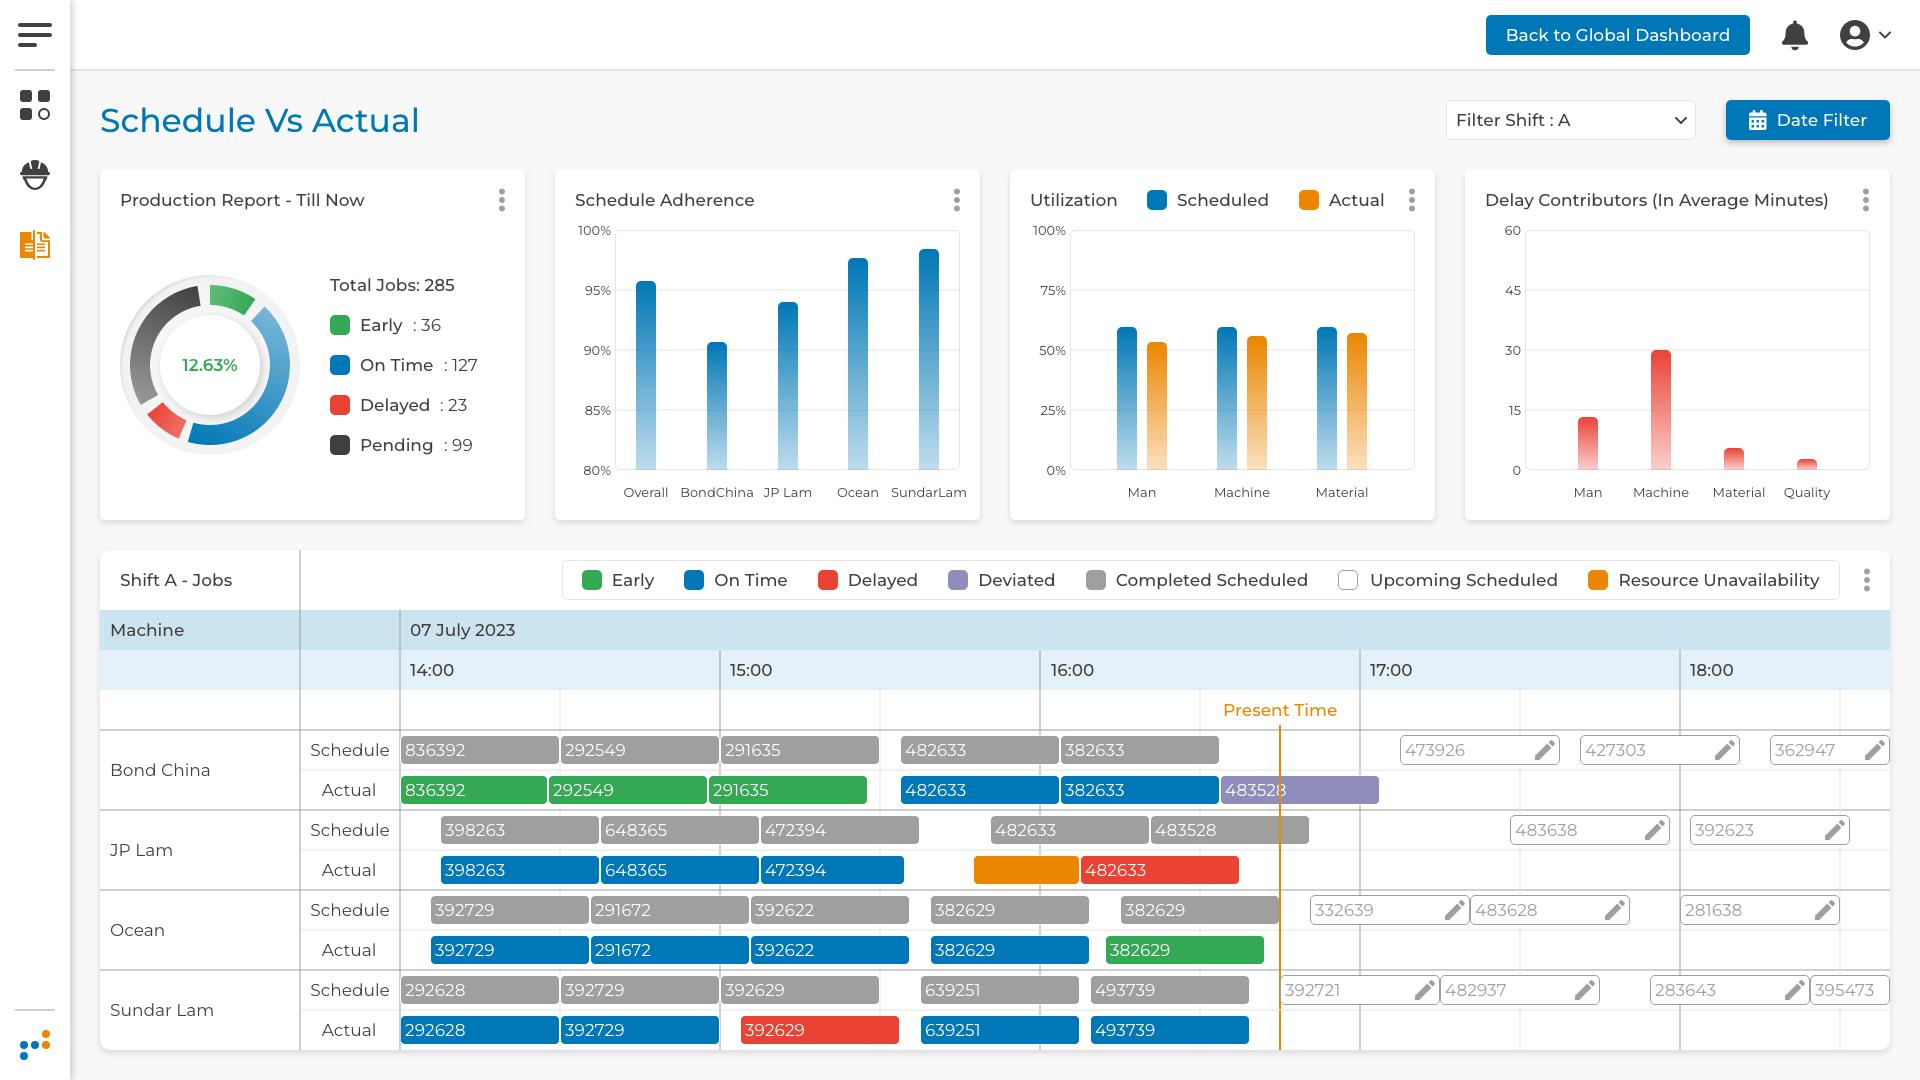 Back to Global Dashboard
Schedule Vs Actual
Filter Shift : A
Date Filter
Production Report - Till Now
12.63%
Total Jobs: 285
Early : 36
On Time : 127
Delayed : 23
Pending : 99
Schedule Adherence
100%
95%
90%
85%
80%
Overall BondChina JP Lam Ocean SundarLam
Utilization Scheduled Actual
100%
75%
50%
25%
0%
Man Machine Material
Delay Contributors (In Average Minutes)
60
45
30
15
0
Man Machine Material Quality
Shift A - Jobs
Early On Time Delayed Deviated Completed Scheduled Upcoming Scheduled Resource Unavailability
Machine 07 July 2023
14:00 15:00 16:00 17:00 18:00
Present Time
Bond China
Schedule 836392 292549 291635 482633 382633 473926 427303 362947
Actual 836392 292549 291635 482633 382633 483528
JP Lam
Schedule 398263 648365 472394 482633 483528 483638 392623
Actual 398263 648365 472394 482633
Ocean
Schedule 392729 291672 392622 382629 382629 332639 483628 281638
Actual 392729 291672 392622 382629 382629
Sundar Lam
Schedule 292628 392729 392629 639251 493739 392721 482937 283643 395473
Actual 292628 392729 392629 639251 493739